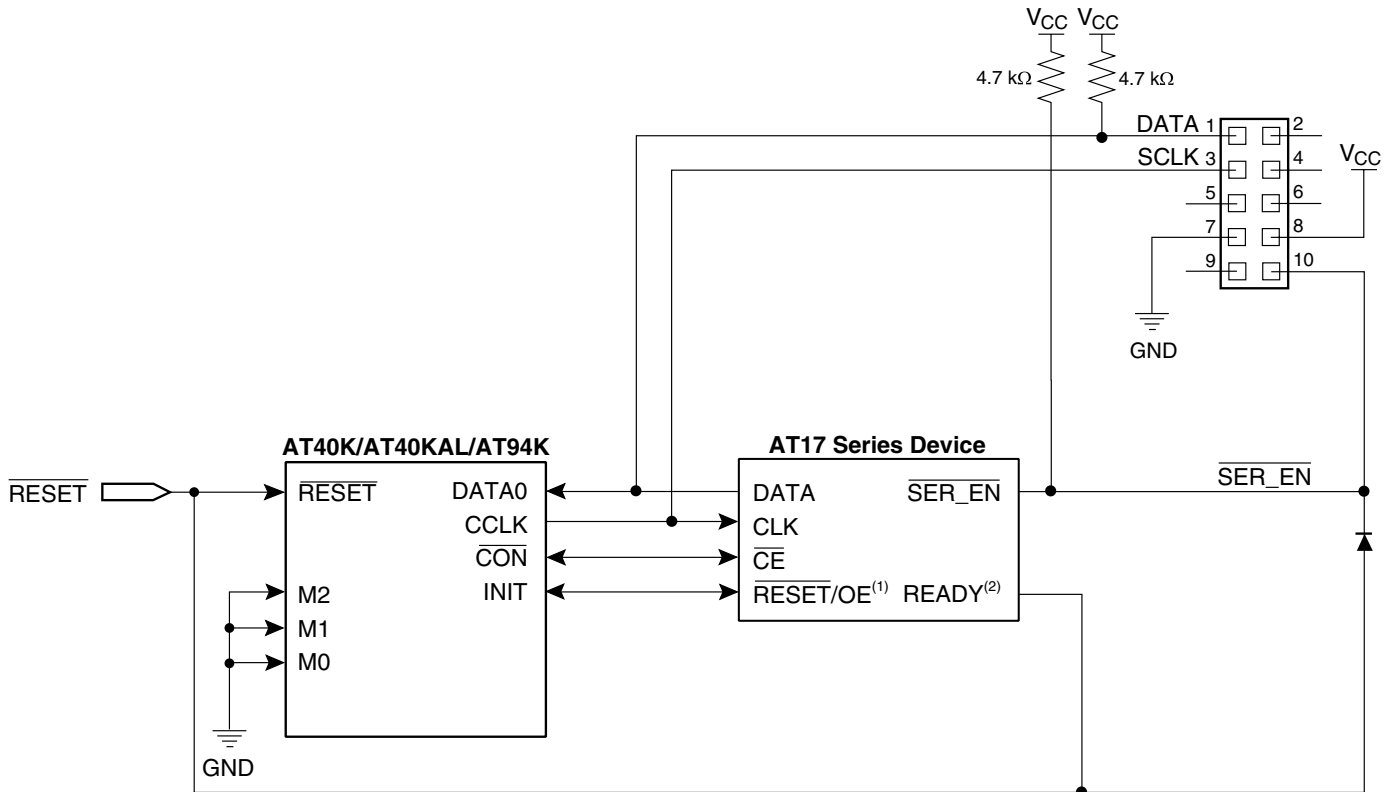 VCC VCC
4.7 kΩ 4.7 kΩ
DATA 1 2
SCLK 3 4 VCC
5 6
7 8
9 10
GND
AT40K/AT40KAL/AT94K AT17 Series Device
RESET RESET DATA0 DATA SER_EN SER_EN
CCLK CLK
CON CE
M2 INIT RESET/OE(1) READY(2)
M1
M0
GND